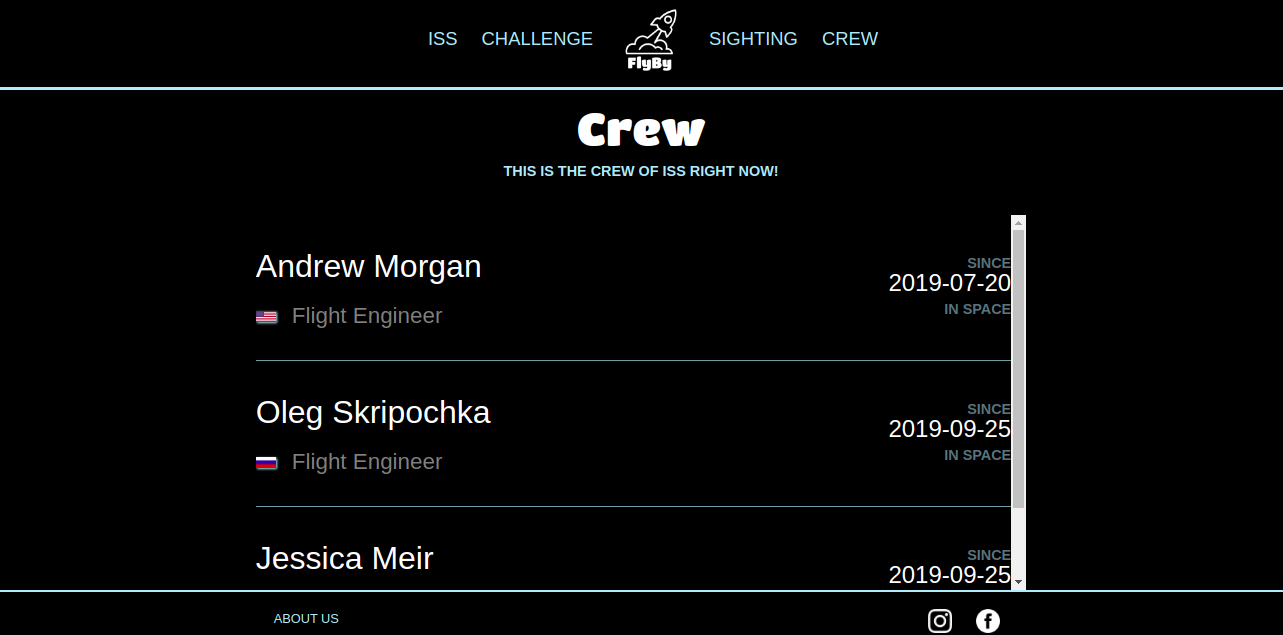 ISS CHALLENGE FlyBy SIGHTING CREW
Crew
THIS IS THE CREW OF ISS RIGHT NOW!
Andrew Morgan
SINCE
2019-07-20
Flight Engineer
IN SPACE
Oleg Skripochka
SINCE
2019-09-25
Flight Engineer
IN SPACE
Jessica Meir
SINCE
2019-09-25
ABOUT US